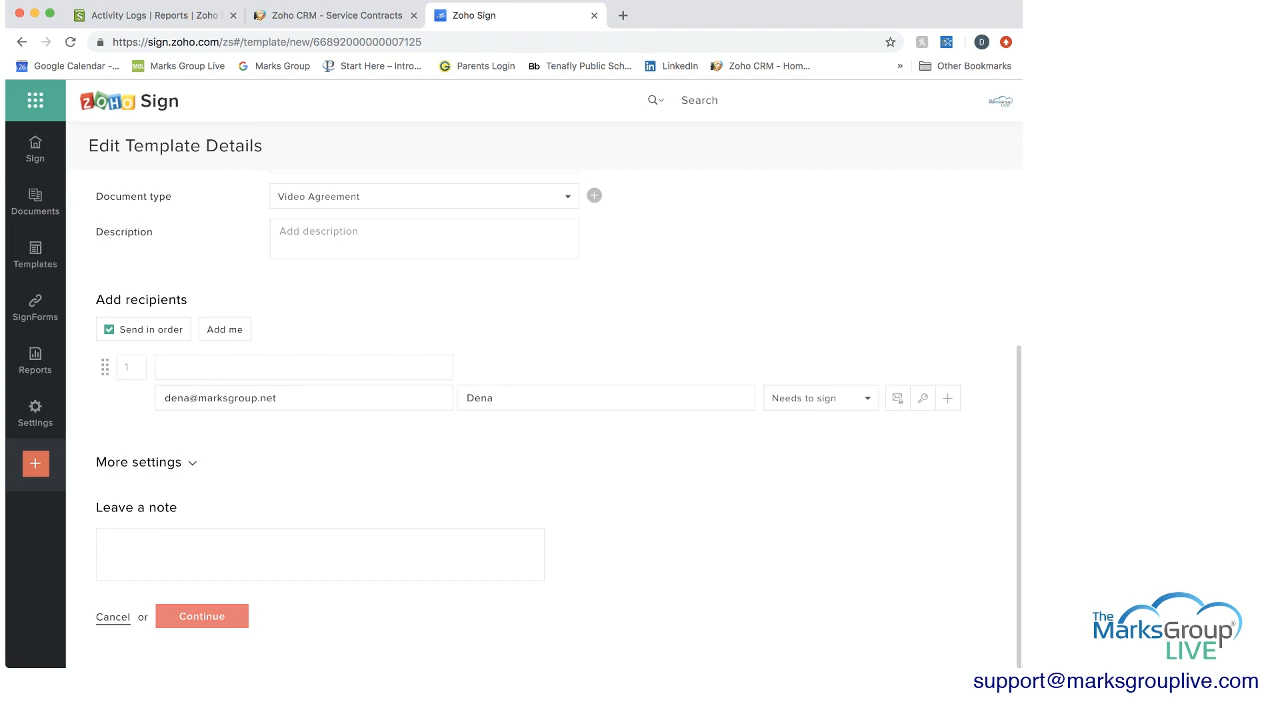 Activity Logs | Reports | Zoho
Zoho CRM - Service Contracts
Zoho Sign
https://sign.zoho.com/zs#/template/new/66892000000007125
D
26 Google Calendar -...
Marks Group Live
Marks Group
Start Here – Intro...
Parents Login
Bb Tenafly Public Sch...
LinkedIn
Zoho CRM - Hom...
»
Other Bookmarks
ZOHO Sign
Search
Edit Template Details
Sign
Documents
Templates
SignForms
Reports
Settings
Document type
Video Agreement
Description
Add description
Add recipients
Send in order
Add me
1
dena@marksgroup.net
Dena
Needs to sign
More settings
Leave a note
Cancel or Continue
The
MarksGroup®
LIVE
support@marksgrouplive.com